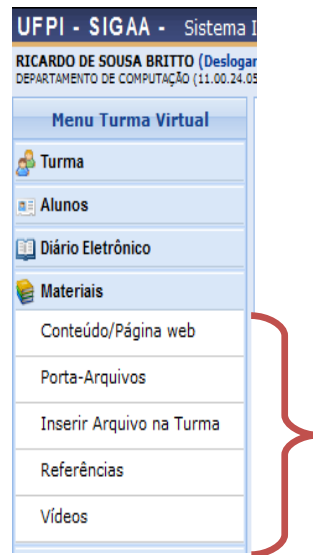 UFPI - SIGAA - Sistema I
RICARDO DE SOUSA BRITTO (Deslogar
DEPARTAMENTO DE COMPUTAÇÃO (11.00.24.05
Menu Turma Virtual
Turma
Alunos
Diário Eletrônico
Materiais
Conteúdo/Página web
Porta-Arquivos
Inserir Arquivo na Turma
Referências
Vídeos